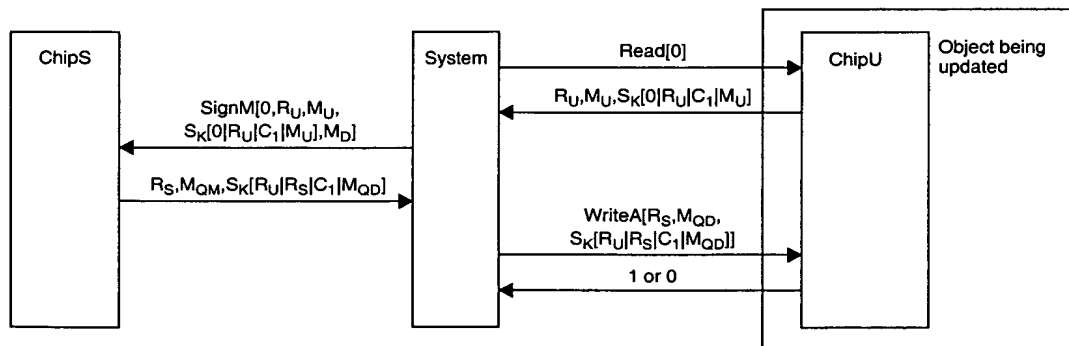 ChipS
System
ChipU
Object being
updated
Read[0]
R_U,M_U,S_K[0|R_U|C_1|M_U]
SignM[0,R_U,M_U,
S_K[0|R_U|C_1|M_U],M_D]
R_S,M_QM,S_K[R_U|R_S|C_1|M_QD]
WriteA[R_S,M_QD,
S_K[R_U|R_S|C_1|M_QD]]
1 or 0